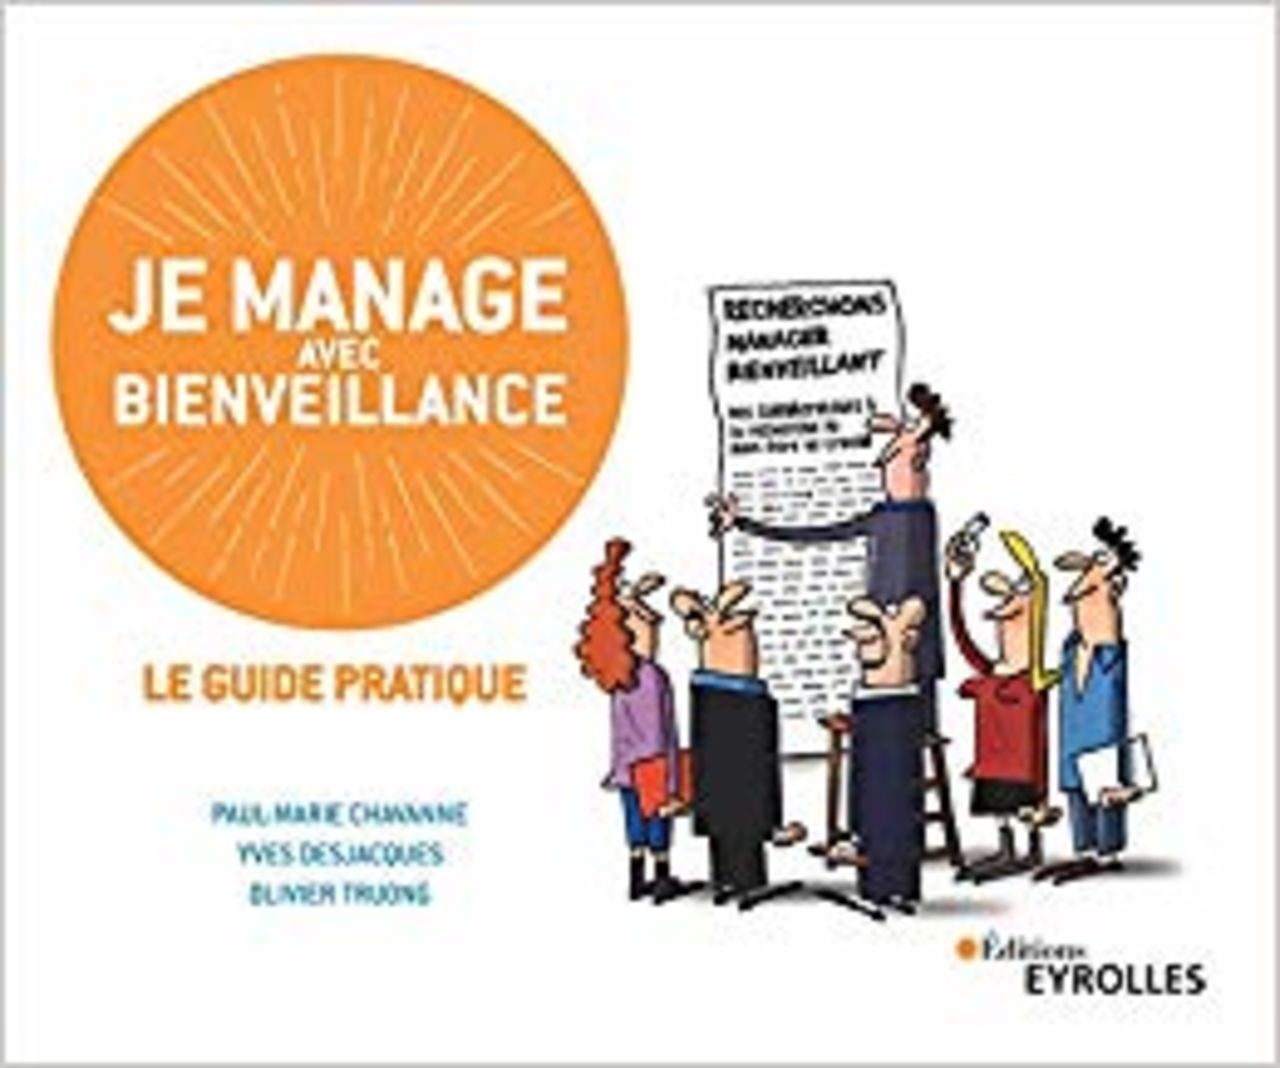 JE MANAGE
AVEC
BIENVEILLANCE
LE GUIDE PRATIQUE
PAUL-MARIE CHAVANNE
YVES DESJACQUES
OLIVIER TRUONG
RECHERCHONS
MANAGER
BIENVEILLANT
Éditions
EYROLLES